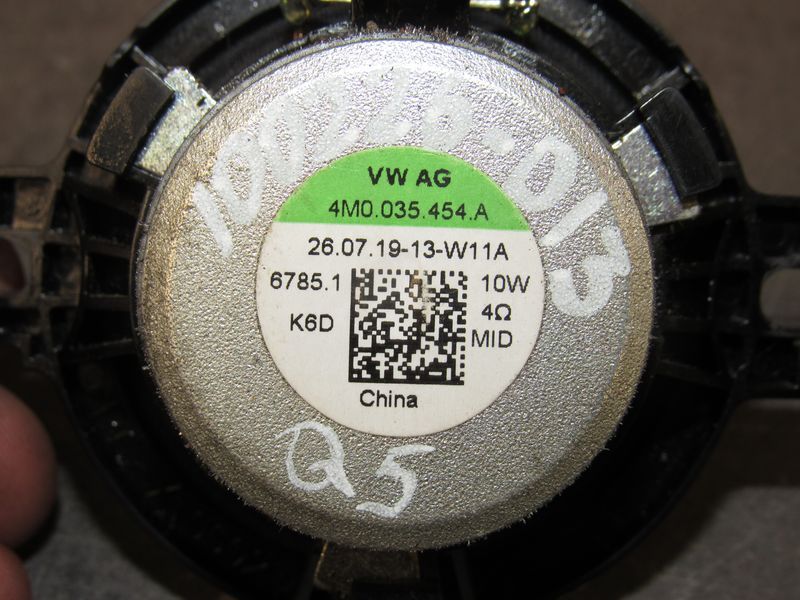 100220-013
VW AG
4M0.035.454.A
26.07.19-13-W11A
6785.1 10W
4Ω
K6D MID
China
Q5